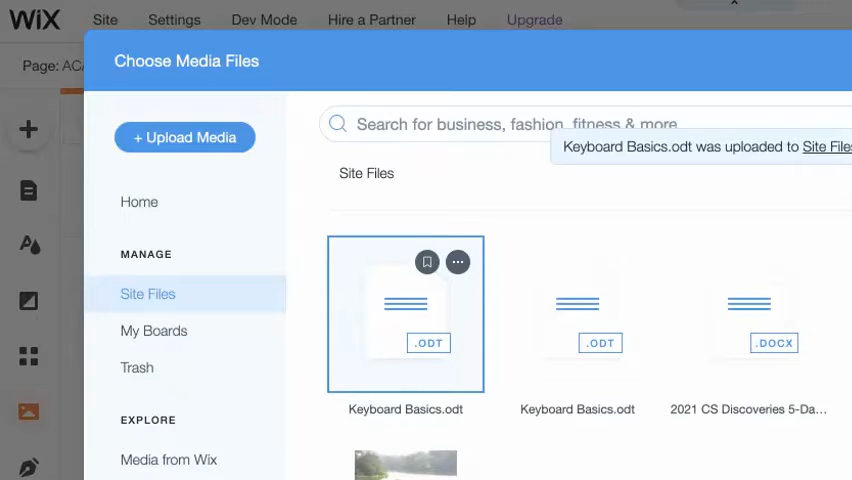 WiX Site Settings Dev Mode Hire a Partner Help Upgrade
Page:
Choose Media Files
+ Upload Media
Search for business, fashion, fitness & more
Keyboard Basics.odt was uploaded to Site Files
Site Files
Home
MANAGE
Site Files
My Boards
Trash
EXPLORE
Media from Wix
.ODT
.ODT
.DOCX
Keyboard Basics.odt
Keyboard Basics.odt
2021 CS Discoveries 5-Da...